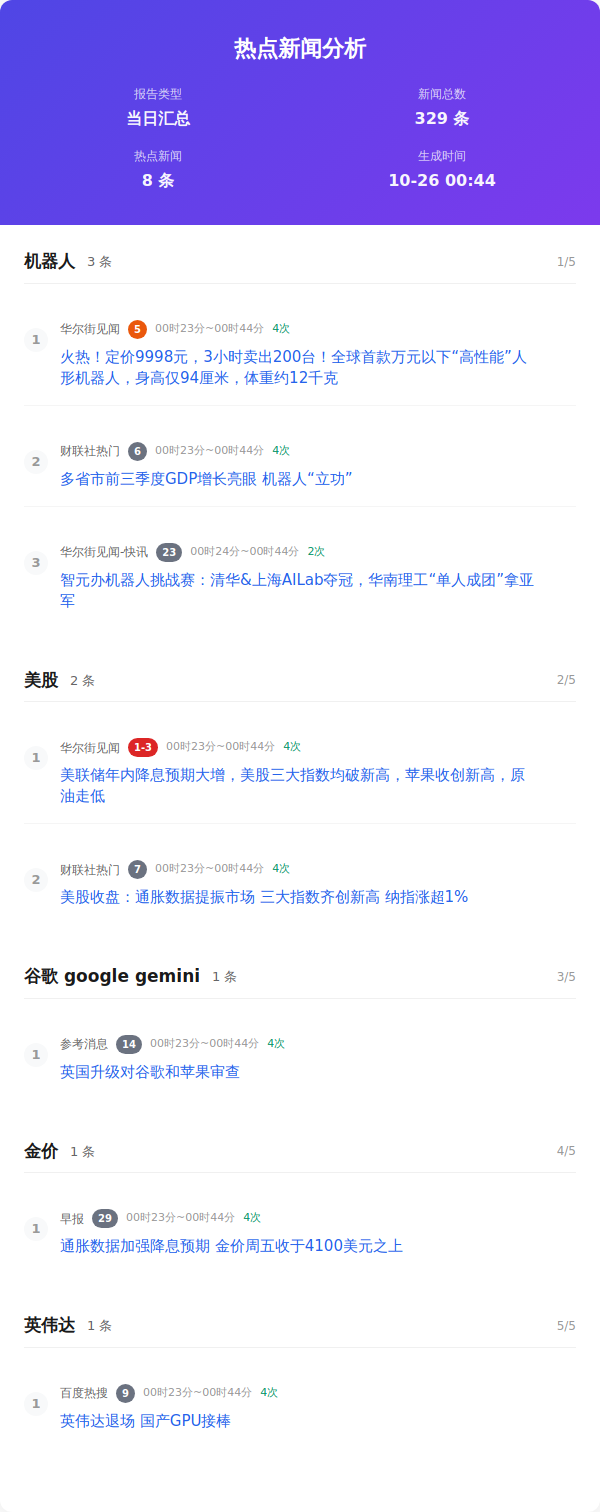 热点新闻分析
报告类型
当日汇总
新闻总数
329 条
热点新闻
8 条
生成时间
10-26 00:44
机器人 3 条 1/5
1
华尔街见闻 5 00时23分~00时44分 4次
火热！定价9998元，3小时卖出200台！全球首款万元以下“高性能”人
形机器人，身高仅94厘米，体重约12千克
2
财联社热门 6 00时23分~00时44分 4次
多省市前三季度GDP增长亮眼 机器人“立功”
3
华尔街见闻-快讯 23 00时24分~00时44分 2次
智元办机器人挑战赛：清华&上海AILab夺冠，华南理工“单人成团”拿亚
军
美股 2 条 2/5
1
华尔街见闻 1-3 00时23分~00时44分 4次
美联储年内降息预期大增，美股三大指数均破新高，苹果收创新高，原
油走低
2
财联社热门 7 00时23分~00时44分 4次
美股收盘：通胀数据提振市场 三大指数齐创新高 纳指涨超1%
谷歌 google gemini 1 条 3/5
1
参考消息 14 00时23分~00时44分 4次
英国升级对谷歌和苹果审查
金价 1 条 4/5
1
早报 29 00时23分~00时44分 4次
通胀数据加强降息预期 金价周五收于4100美元之上
英伟达 1 条 5/5
1
百度热搜 9 00时23分~00时44分 4次
英伟达退场 国产GPU接棒